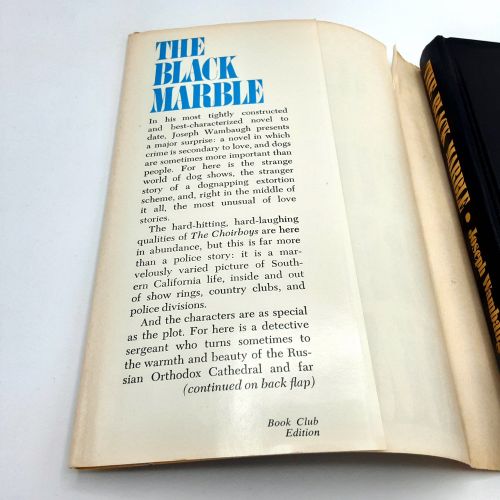 THE
BLACK
MARBLE
In his most tightly constructed
and best-characterized novel to
date, Joseph Wambaugh presents
a major surprise: a novel in which
crime is secondary to love, and dogs
are sometimes more important than
people. For here is the strange
world of dog shows, the stranger
story of a dognapping extortion
scheme, and, right in the middle of
it all, the most unusual of love
stories.
The hard-hitting, hard-laughing
qualities of The Choirboys are here
in abundance, but this is far more
than a police story: it is a mar-
velously varied picture of South-
ern California life, inside and out
of show rings, country clubs, and
police divisions.
And the characters are as special
as the plot. For here is a detective
sergeant who turns sometimes to
the warmth and beauty of the Rus-
sian Orthodox Cathedral and far
(continued on back flap)
Book Club
Edition
THE BLACK MARBLE • Joseph Wambaugh